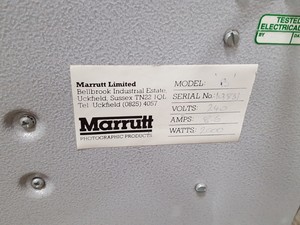 TESTED
ELECTRICAL
Marrutt Limited
Bellbrook Industrial Estate,
Uckfield, Sussex TN22 1QL
Tel: Uckfield (0825) 4057
Marrutt
PHOTOGRAPHIC PRODUCTS
MODEL:
SERIAL No.
VOLTS:
AMPS:
WATTS: